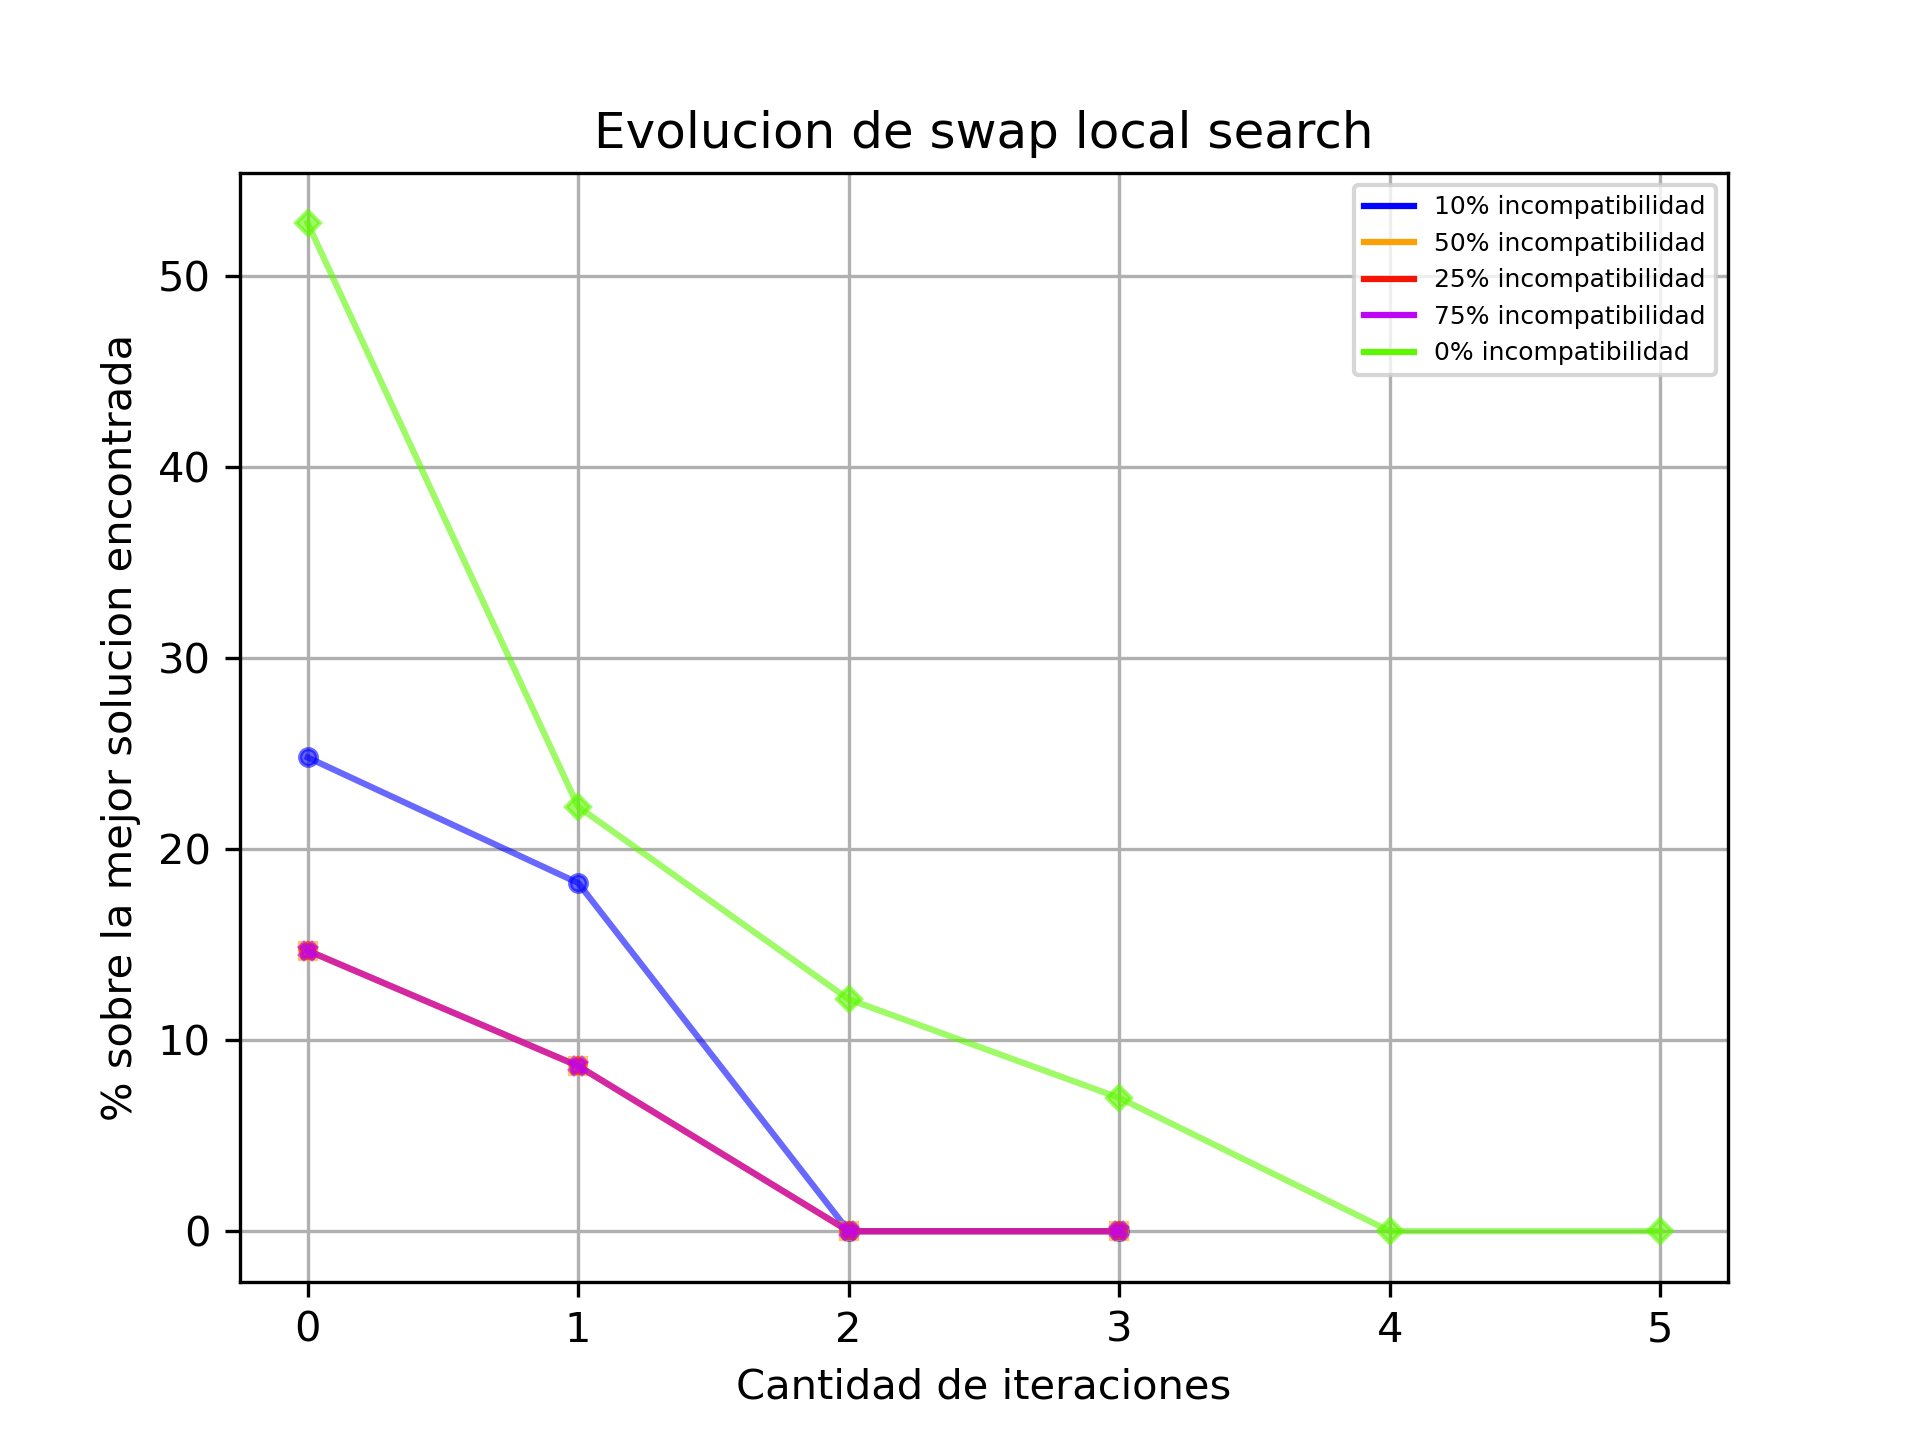 Evolucion de swap local search
10% incompatibilidad
50% incompatibilidad
25% incompatibilidad
75% incompatibilidad
0% incompatibilidad
% sobre la mejor solucion encontrada
50
40
30
20
10
0
0 1 2 3 4 5
Cantidad de iteraciones